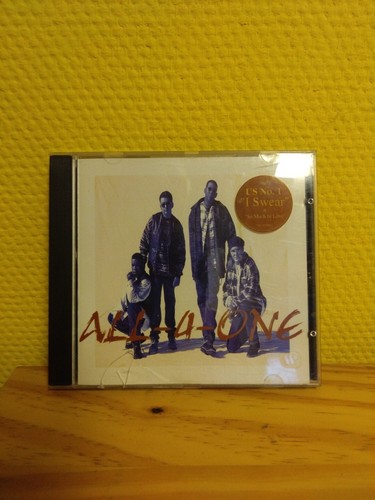 US No. 1
"I Swear"
ALL-4-ONE